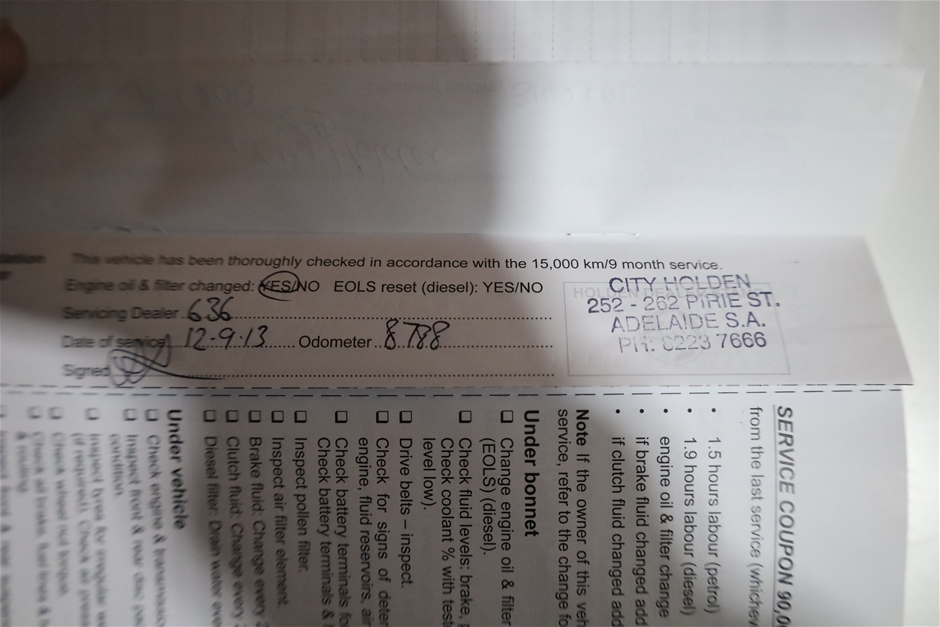 This vehicle has been thoroughly checked in accordance with the 15,000 km/9 month service.
Engine oil & filter changed: YES/NO EOLS reset (diesel): YES/NO
Servicing Dealer 636
Date of service 12-9-13 Odometer 8788
Signed
CITY HOLDEN
252 - 262 PIRIE ST.
ADELAIDE S.A.
PH: 8223 7666
SERVICE COUPON 90,0
from the last service (whichev
• 1.5 hours labour (petrol)
• 1.9 hours labour (diesel)
• engine oil & filter change
• if brake fluid changed add
• if clutch fluid changed add
Note If the owner of this veh
service, refer to the change fo
Under bonnet
❑ Change engine oil & filter
(EOLS) (diesel).
❑ Check fluid levels: brake,
Check coolant % with test
level low).
❑ Drive belts – inspect.
❑ Check for signs of deter
engine, fluid reservoirs, air
❑ Check battery terminals fo
Check battery terminals &
❑ Inspect pollen filter.
❑ Inspect air filter element.
❑ Brake fluid: Change every
❑ Clutch fluid: Change every
❑ Diesel filter: Drain water eve
Under vehicle
❑ Check engine & transmissio
❑ Inspect front & rear disc pa
condition.
❑ Inspect tyres for irregular w